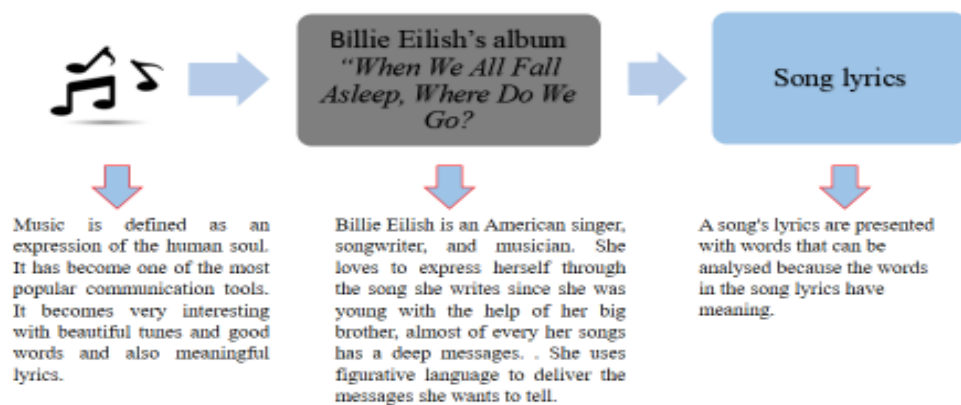 Billie Eilish's album
“When We All Fall
Asleep, Where Do We
Go?
Song lyrics
Music is defined as an
expression of the human soul.
It has become one of the most
popular communication tools.
It becomes very interesting
with beautiful tunes and good
words and also meaningful
lyrics.
Billie Eilish is an American singer,
songwriter, and musician. She
loves to express herself through
the song she writes since she was
young with the help of her big
brother, almost of every her songs
has a deep messages. . She uses
figurative language to deliver the
messages she wants to tell.
A song's lyrics are presented
with words that can be
analysed because the words
in the song lyrics have
meaning.